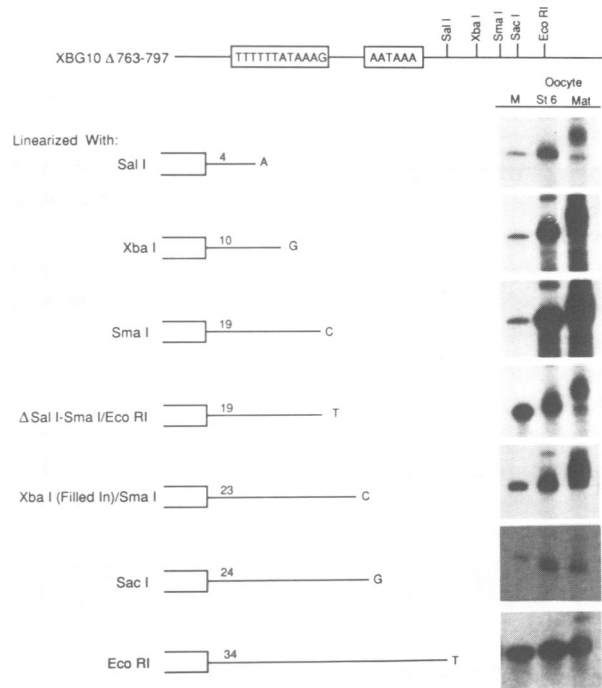 Sal I
Xba I
Sma I
Sac I
Eco RI
XBG10 Δ 763-797
TTTTTTATAAAG
AATAAA
Oocyte
M St 6 Mat
Linearized With:
Sal I 4 A
Xba I 10 G
Sma I 19 C
ΔSal I-Sma I/Eco RI 19 T
Xba I (Filled In)/Sma I 23 C
Sac I 24 G
Eco RI 34 T